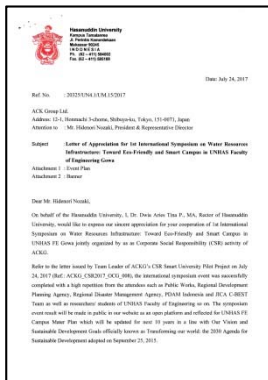 Hasanuddin University
Kampus Tamalanrea
Jl. Perintis Kemerdekaan
Makassar 90245
I N D O N E S I A
Date: July 24, 2017
Ref. No. : 20325/UN4.1/UM.15/2017
ACK Group Ltd.
Address: 12-1, Honmachi 3-chome, Shibuya-ku, Tokyo, 151-0071, Japan
Attention to : Mr. Hidenori Nozaki, President & Representative Director
Subject : Letter of Appreciation for 1st International Symposium on Water Resources
Infrastructure: Toward Eco-Friendly and Smart Campus in UNHAS Faculty
of Engineering Gowa
Attachment 1 : Event Plan
Attachment 2 : Banner
Dear Mr. Hidenori Nozaki,
On behalf of the Hasanuddin University, I, Dr. Dwia Aries Tina P., MA, Rector of Hasanuddin
University, would like to express our sincere appreciation for your cooperation of 1st International
Symposium on Water Resources Infrastructure: Toward Eco-Friendly and Smart Campus in
UNHAS FE Gowa jointly organized by us as Corporate Social Responsibility (CSR) activity of
ACKG.
Refer to the letter issued by Team Leader of ACKG's CSR Smart University Pilot Project on July
24, 2017 (Ref.: ACKG_CSR2017_OCG_008), the international symposium event was successfully
completed with a high repetition from the attendees such as Public Works, Regional Development
Planning Agency, Regional Disaster Management Agency, PDAM Indonesia and JICA C-BEST
Team as well as researchers/ students of UNHAS Faculty of Engineering so on. The symposium
event result will be made in public in our website as an open platform and reflected for UNHAS FE
Campus Master Plan which will be updated for next 10 years in a line with Our Vision and
Sustainable Development Goals officially known as Transforming our world: the 2030 Agenda for
Sustainable Development adopted on September 25, 2015.